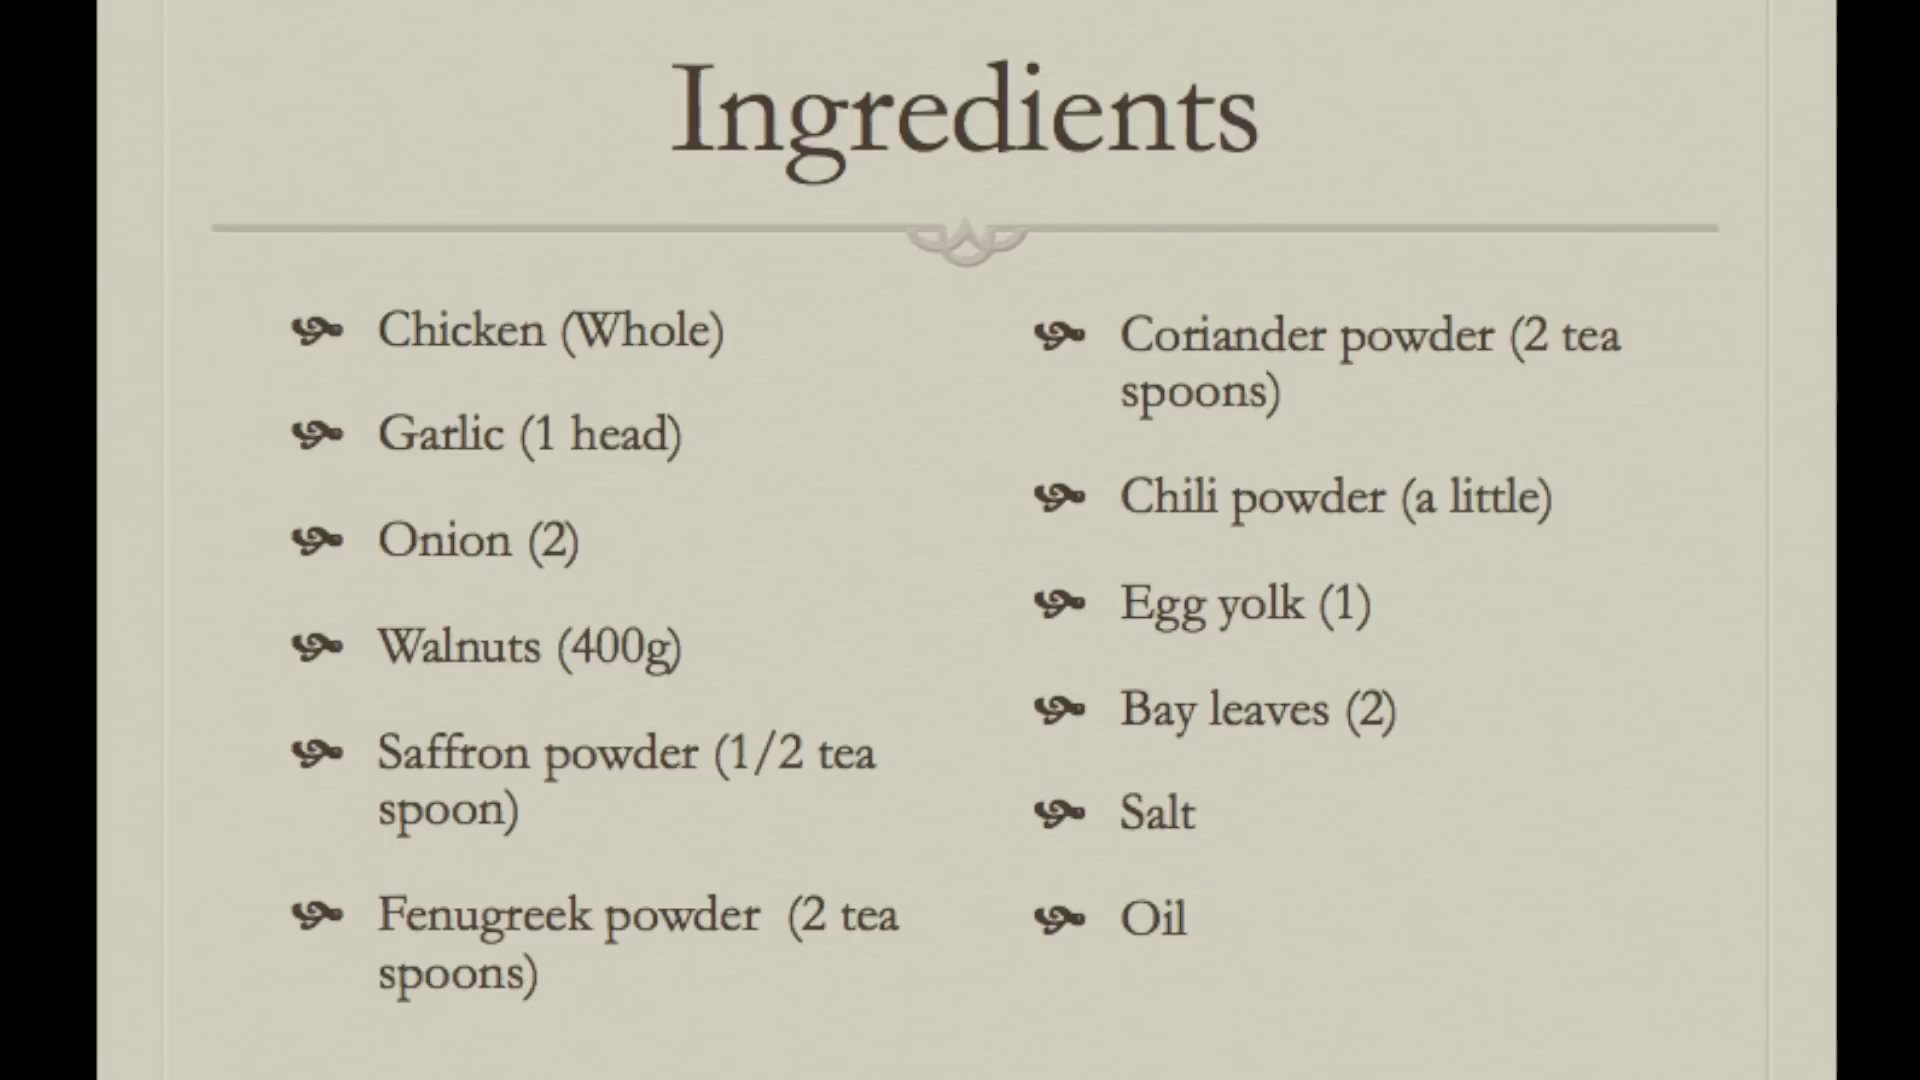 Ingredients
Chicken (Whole)
Garlic (1 head)
Onion (2)
Walnuts (400g)
Saffron powder (1/2 tea
spoon)
Fenugreek powder  (2 tea
spoons)
Coriander powder (2 tea
spoons)
Chili powder (a little)
Egg yolk (1)
Bay leaves (2)
Salt
Oil